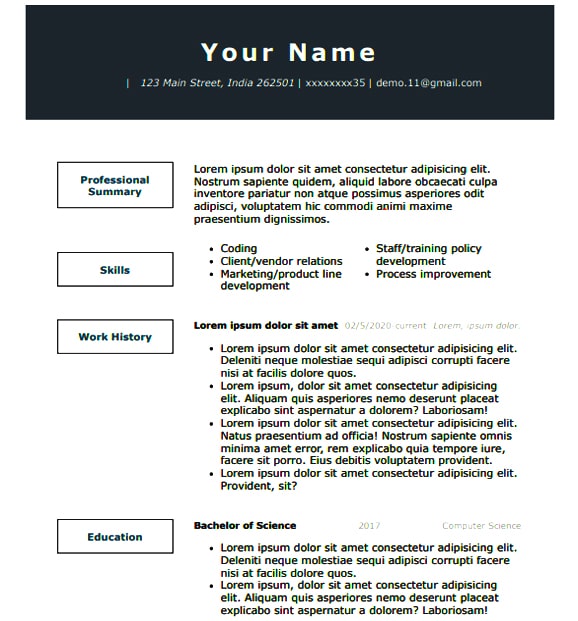 Your Name
| 123 Main Street, India 262501 | xxxxxxxx35 | demo.11@gmail.com
Professional
Summary
Lorem ipsum dolor sit amet consectetur adipisicing elit.
Nostrum sapiente quidem, aliquid labore obcaecati culpa
inventore pariatur non atque possimus asperiores odit
adipisci, voluptatem hic commodi animi maxime
praesentium dignissimos.
Skills
• Coding
• Client/vendor relations
• Marketing/product line
development
• Staff/training policy
development
• Process improvement
Work History
Lorem ipsum dolor sit amet 02/5/2020-current Lorem, ipsum dolor.
• Lorem ipsum dolor sit amet consectetur adipisicing elit.
Deleniti neque molestiae sequi adipisci corrupti facere
nisi at facilis dolore quos.
• Lorem ipsum, dolor sit amet consectetur adipisicing
elit. Aliquam quis asperiores nemo deserunt placeat
explicabo sint aspernatur a dolorem? Laboriosam!
• Lorem ipsum dolor sit amet consectetur adipisicing elit.
Natus praesentium ad officia! Nostrum sapiente omnis
minima amet error, rem explicabo quia tempore iure,
facere sit porro. Eius debitis voluptatem provident.
• Lorem ipsum dolor sit amet consectetur adipisicing elit.
Provident, sit?
Education
Bachelor of Science 2017 Computer Science
• Lorem ipsum dolor sit amet consectetur adipisicing elit.
Deleniti neque molestiae sequi adipisci corrupti facere
nisi at facilis dolore quos.
• Lorem ipsum, dolor sit amet consectetur adipisicing
elit. Aliquam quis asperiores nemo deserunt placeat
explicabo sint aspernatur a dolorem? Laboriosam!